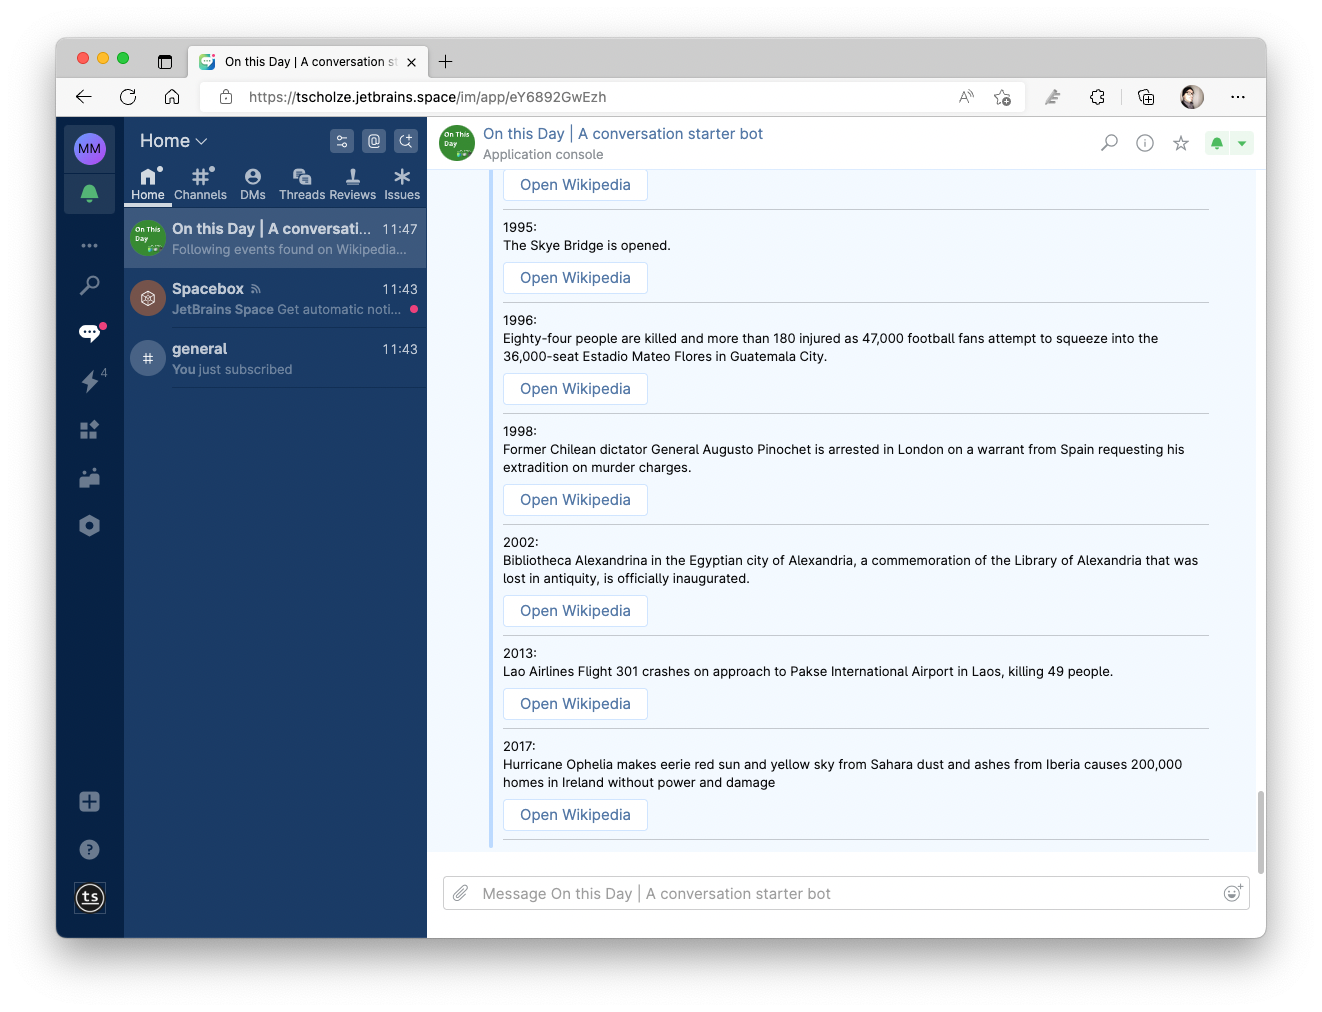 On this Day | A conversation st
https://tscholze.jetbrains.space/im/app/eY6892GwEzh
MM
4
ts
Home
Home
Channels
DMs
Threads
Reviews
Issues
On This
Day
On this Day | A conversati...
11:47
Following events found on Wikipedia...
Spacebox
11:43
JetBrains Space Get automatic noti...
general
11:43
You just subscribed
On This
Day
On this Day | A conversation starter bot
Application console
Open Wikipedia
1995:
The Skye Bridge is opened.
Open Wikipedia
1996:
Eighty-four people are killed and more than 180 injured as 47,000 football fans attempt to squeeze into the
36,000-seat Estadio Mateo Flores in Guatemala City.
Open Wikipedia
1998:
Former Chilean dictator General Augusto Pinochet is arrested in London on a warrant from Spain requesting his
extradition on murder charges.
Open Wikipedia
2002:
Bibliotheca Alexandrina in the Egyptian city of Alexandria, a commemoration of the Library of Alexandria that was
lost in antiquity, is officially inaugurated.
Open Wikipedia
2013:
Lao Airlines Flight 301 crashes on approach to Pakse International Airport in Laos, killing 49 people.
Open Wikipedia
2017:
Hurricane Ophelia makes eerie red sun and yellow sky from Sahara dust and ashes from Iberia causes 200,000
homes in Ireland without power and damage
Open Wikipedia
Message On this Day | A conversation starter bot